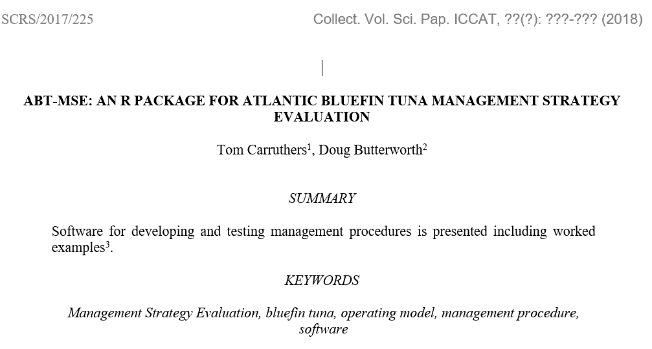 SCRS/2017/225 Collect. Vol. Sci. Pap. ICCAT, ??(?): ???-??? (2018)
ABT-MSE: AN R PACKAGE FOR ATLANTIC BLUEFIN TUNA MANAGEMENT STRATEGY
EVALUATION
Tom Carruthers¹, Doug Butterworth²
SUMMARY
Software for developing and testing management procedures is presented including worked
examples³.
KEYWORDS
Management Strategy Evaluation, bluefin tuna, operating model, management procedure,
software